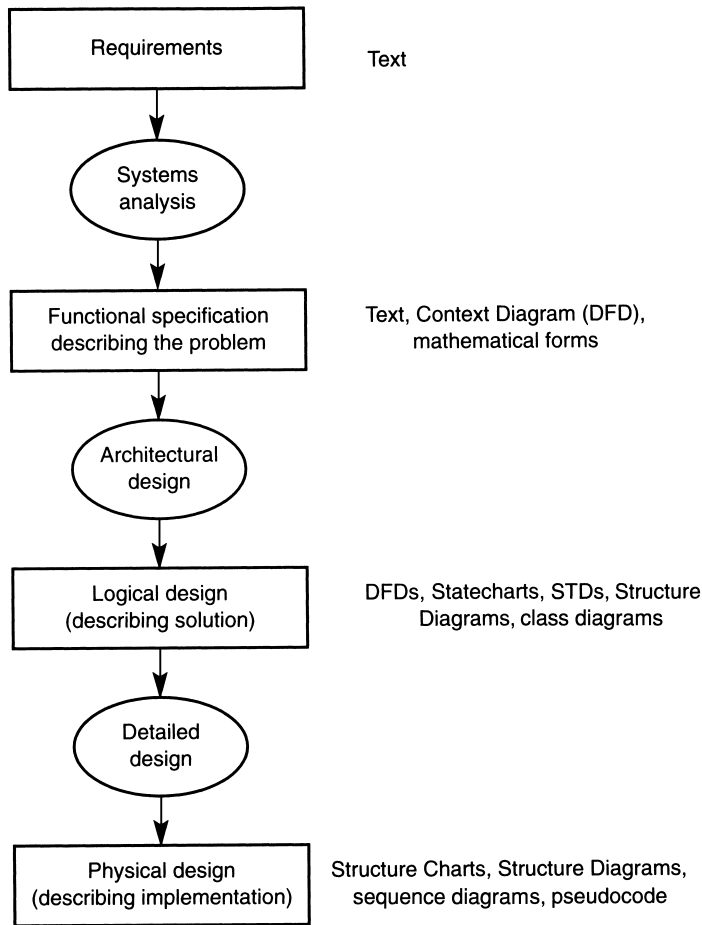 Requirements
Text
Systems
analysis
Functional specification
describing the problem
Text, Context Diagram (DFD),
mathematical forms
Architectural
design
Logical design
(describing solution)
DFDs, Statecharts, STDs, Structure
Diagrams, class diagrams
Detailed
design
Physical design
(describing implementation)
Structure Charts, Structure Diagrams,
sequence diagrams, pseudocode